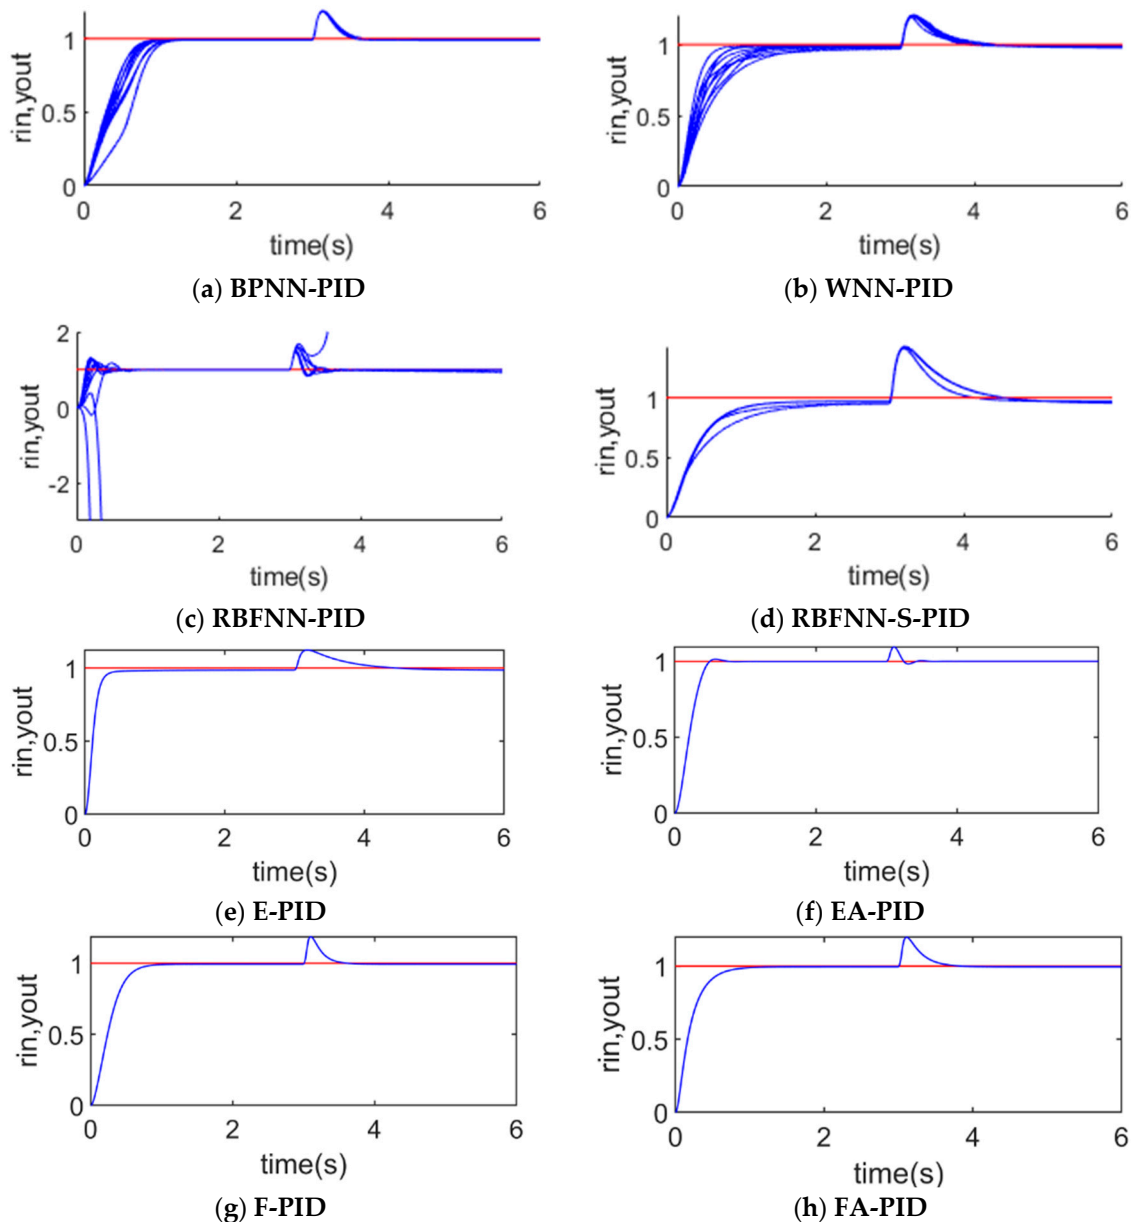 1
0.5
0
0 2 4 6
rin,yout
time(s)
(a) BPNN-PID
1
0.5
0
0 2 4 6
rin,yout
time(s)
(b) WNN-PID
2
0
-2
0 2 4 6
rin,yout
time(s)
(c) RBFNN-PID
1
0.5
0
0 2 4 6
rin,yout
time(s)
(d) RBFNN-S-PID
1
0.5
0
0 2 4 6
rin,yout
time(s)
(e) E-PID
1
0.5
0
0 2 4 6
rin,yout
time(s)
(f) EA-PID
1
0.5
0
0 2 4 6
rin,yout
time(s)
(g) F-PID
1
0.5
0
0 2 4 6
rin,yout
time(s)
(h) FA-PID